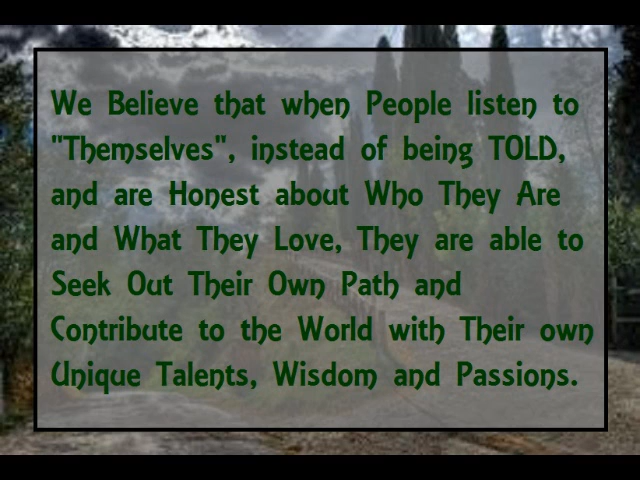 We Believe that when People listen to
"Themselves", instead of being TOLD,
and are Honest about Who They Are
and What They Love, They are able to
Seek Out Their Own Path and
Contribute to the World with Their own
Unique Talents, Wisdom and Passions.